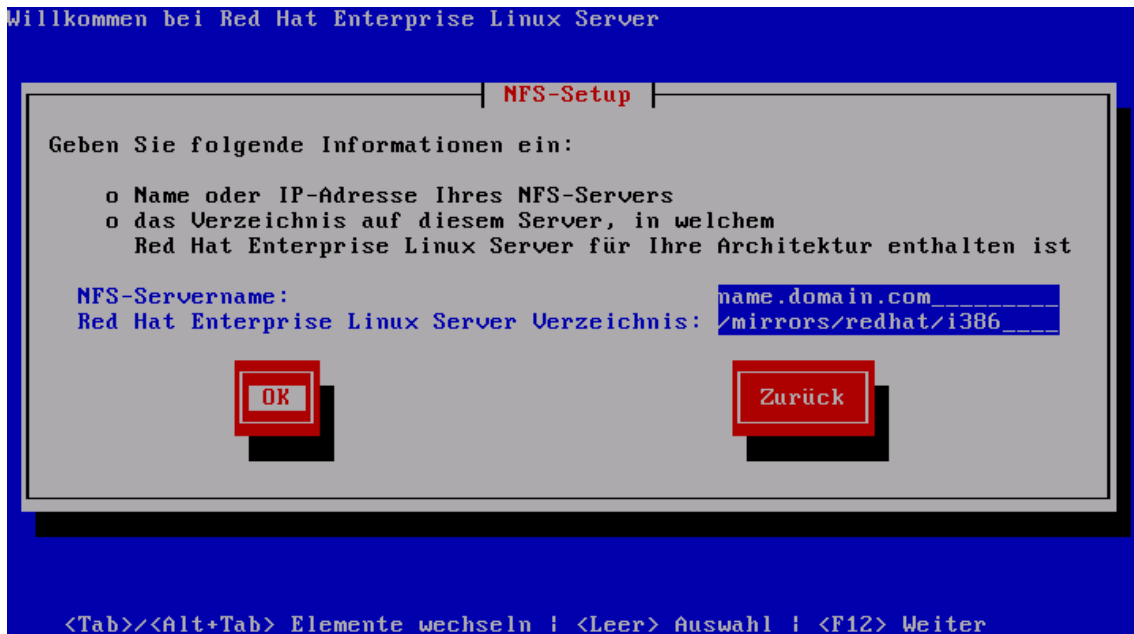 Willkommen bei Red Hat Enterprise Linux Server
NFS-Setup
Geben Sie folgende Informationen ein:
o Name oder IP-Adresse Ihres NFS-Servers
o das Verzeichnis auf diesem Server, in welchem
Red Hat Enterprise Linux Server für Ihre Architektur enthalten ist
NFS-Servername: name.domain.com_________
Red Hat Enterprise Linux Server Verzeichnis: /mirrors/redhat/i386____
OK Zurück
<Tab>/<Alt+Tab> Elemente wechseln | <Leer> Auswahl | <F12> Weiter